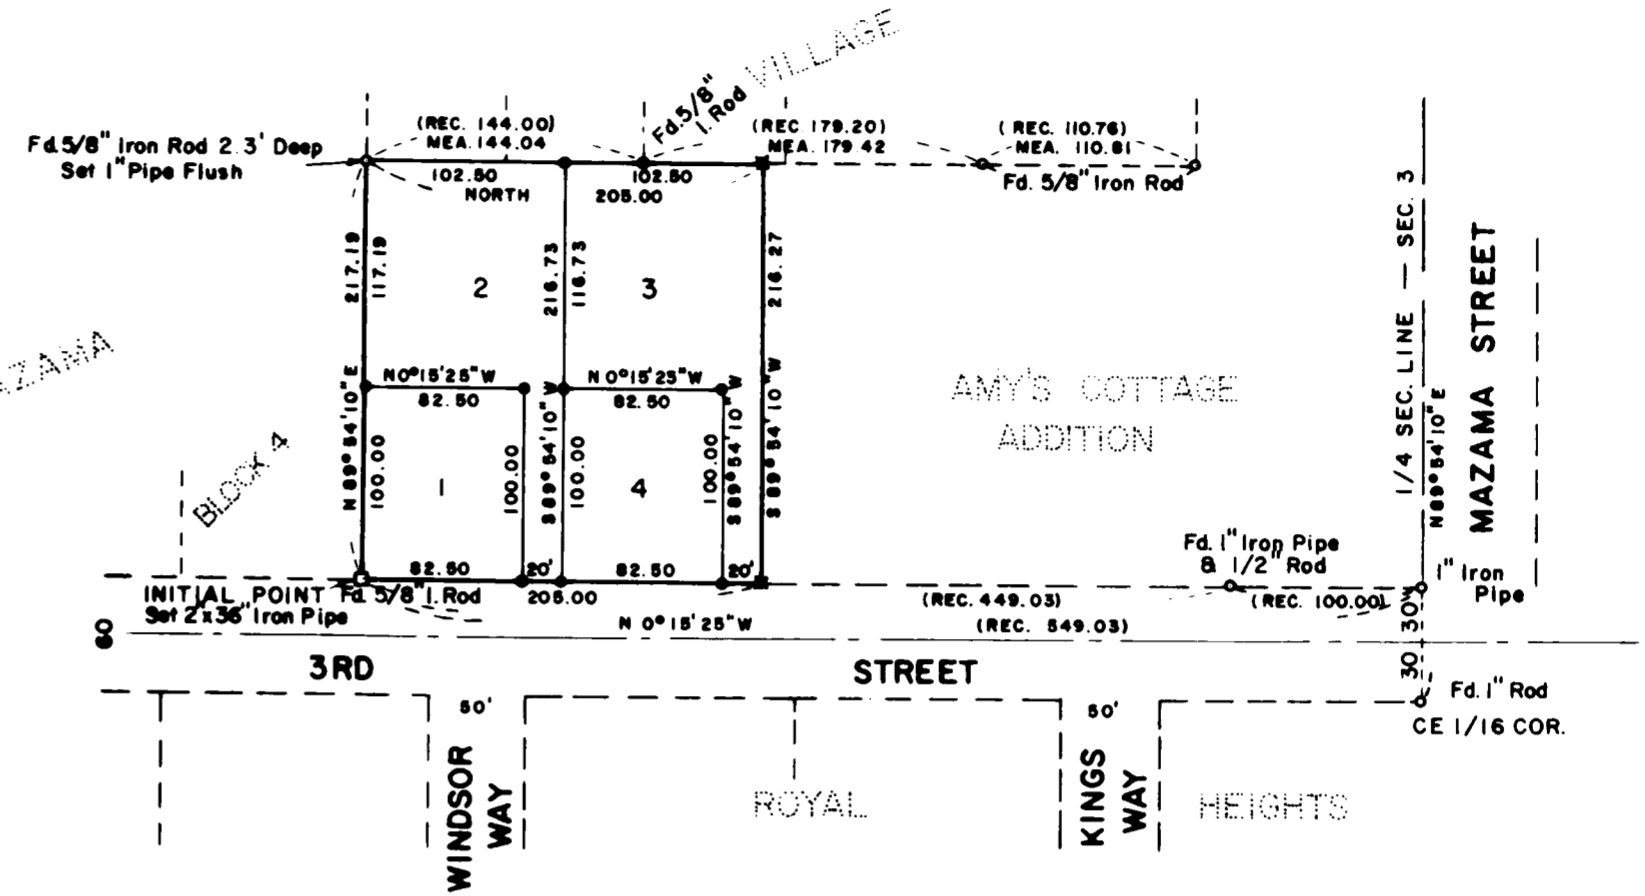 VILLAGE
Fd. 5/8"
I. Rod
(REC. 144.00)
MEA. 144.04
(REC. 179.20)
MEA. 179.42
( REC. 110.76)
MEA. 110.81
Fd. 5/8" Iron Rod 2.3' Deep
Set 1" Pipe Flush
102.50
102.50
NORTH
205.00
Fd. 5/8" Iron Rod
217.19
117.19
216.73
116.73
216.27
2
3
1/4 SEC. LINE — SEC. 3
MAZAMA STREET
AZAMA
N 0°15'25" W
82.50
N 0°15'25" W
82.50
AMY'S COTTAGE
ADDITION
N 89°54'10" E
100.00
1
100.00
S 89°54'10" W
100.00
4
100.00
S 89°54'10" W
S 89°54'10" W
N 89°54'10" E
BLOCK 4
Fd. 1" Iron Pipe
& 1/2" Rod
82.50
20'
82.50
20'
1" Iron
Pipe
INITIAL POINT Fd. 5/8" I. Rod
Set 2"x36" Iron Pipe
205.00
(REC. 449.03)
(REC. 100.00)
N 0°15'25" W
(REC. 549.03)
60
30
30
3RD STREET
Fd. 1" Rod
CE 1/16 COR.
50'
50'
WINDSOR
WAY
KINGS
WAY
ROYAL HEIGHTS